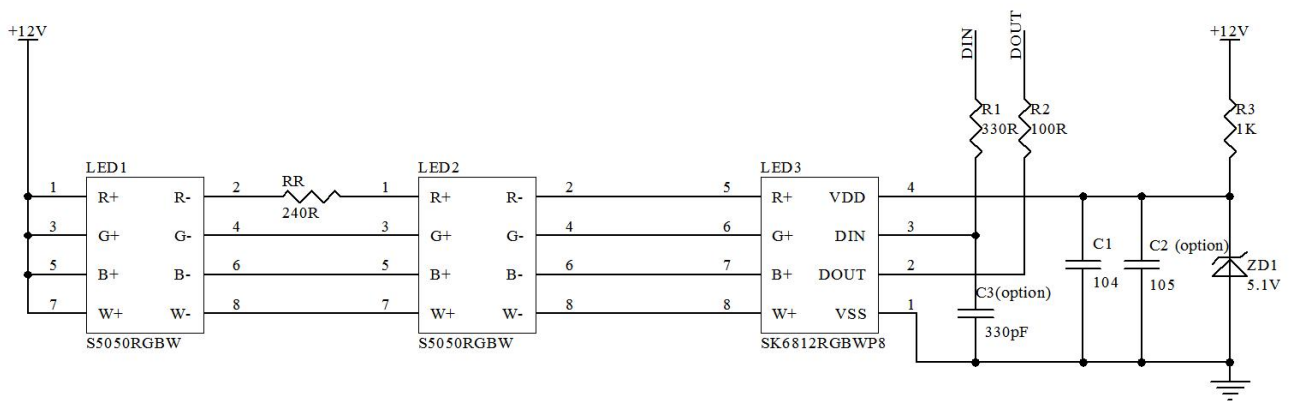 +12V
DIN
DOUT
+12V
R1
330R
R2
100R
R3
1K
LED1
1 R+ R- 2
3 G+ G- 4
5 B+ B- 6
7 W+ W- 8
S5050RGBW
RR
240R
LED2
1 R+ R- 2
3 G+ G- 4
5 B+ B- 6
7 W+ W- 8
S5050RGBW
LED3
5 R+ VDD 4
6 G+ DIN 3
7 B+ DOUT 2
8 W+ VSS 1
SK6812RGBWP8
C3(option)
330pF
C1
104
C2 (option)
105
ZD1
5.1V